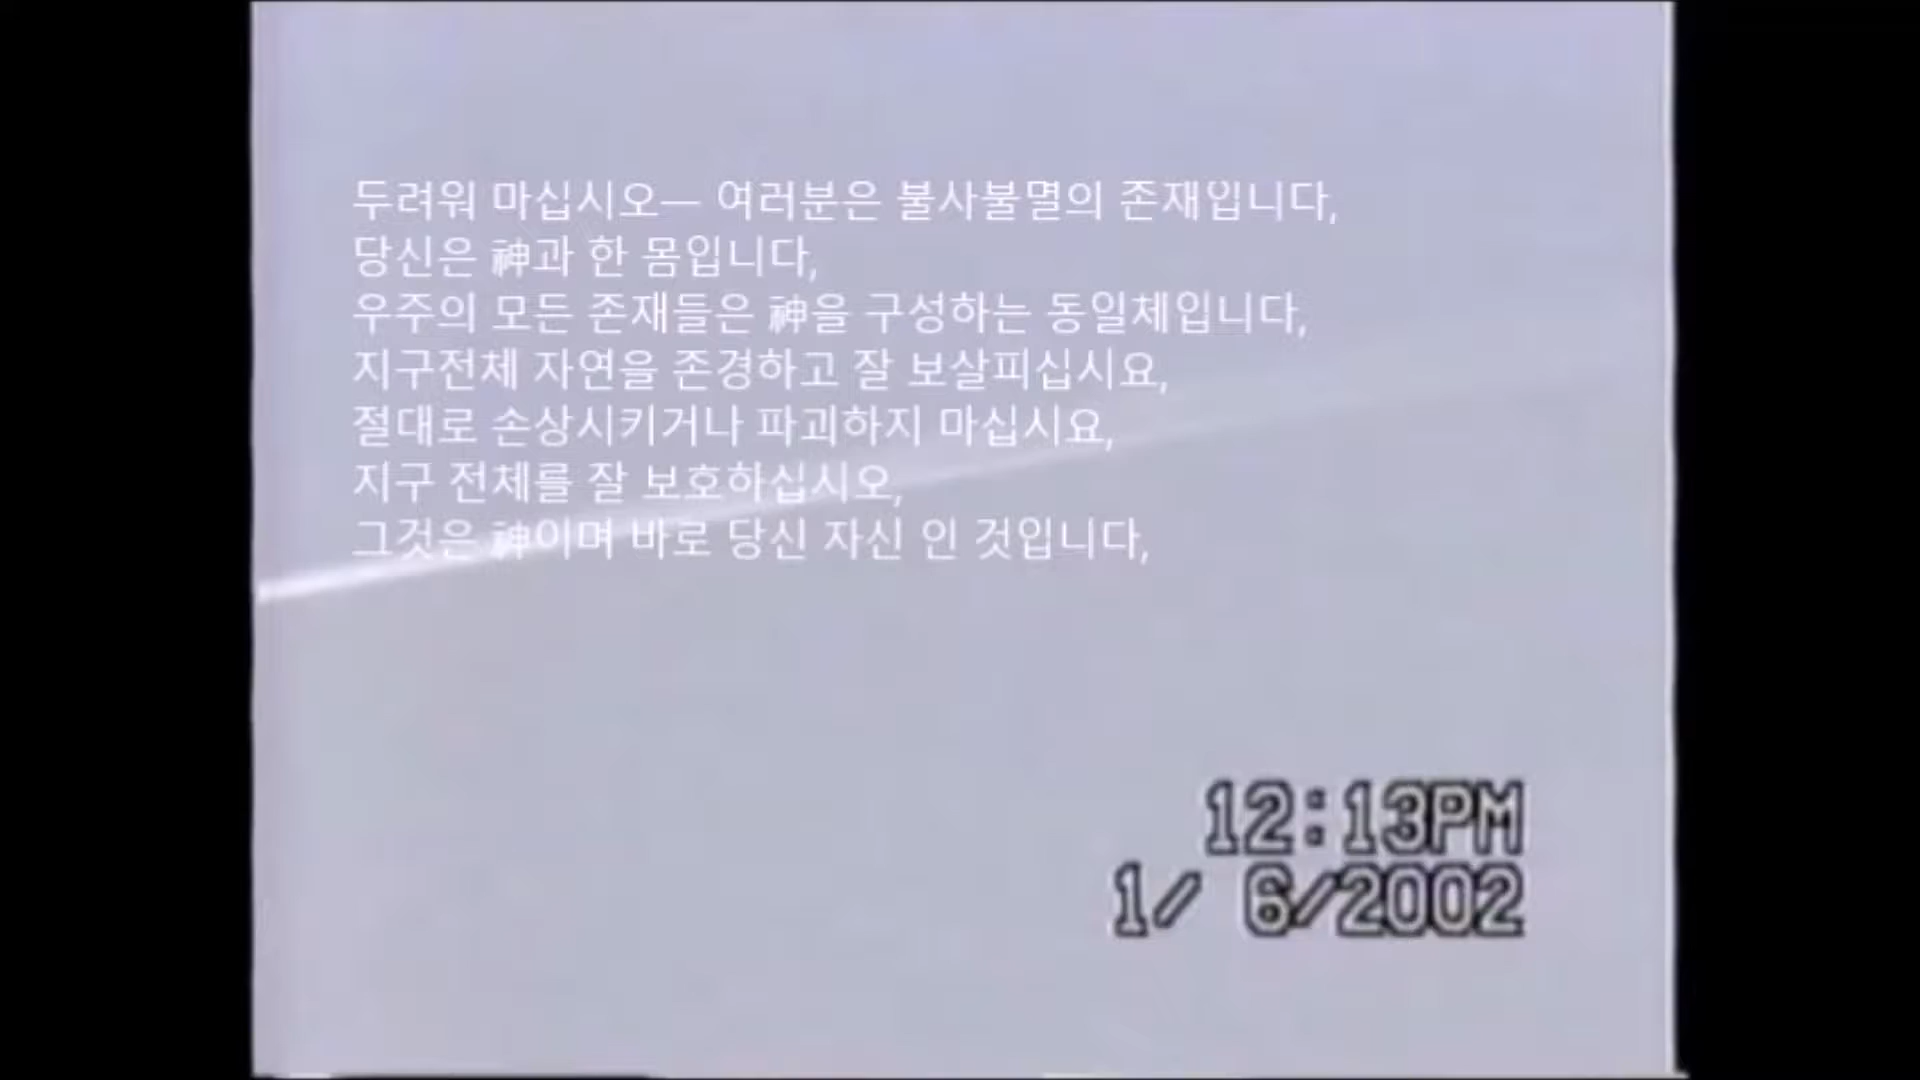 두려워 마십시오— 여러분은 불사불멸의 존재입니다,
당신은 神과 한 몸입니다,
우주의 모든 존재들은 神을 구성하는 동일체입니다,
지구전체 자연을 존경하고 잘 보살피십시요,
절대로 손상시키거나 파괴하지 마십시요,
지구 전체를 잘 보호하십시오,
그것은 神이며 바로 당신 자신 인 것입니다,
12:13PM
1/ 6/2002